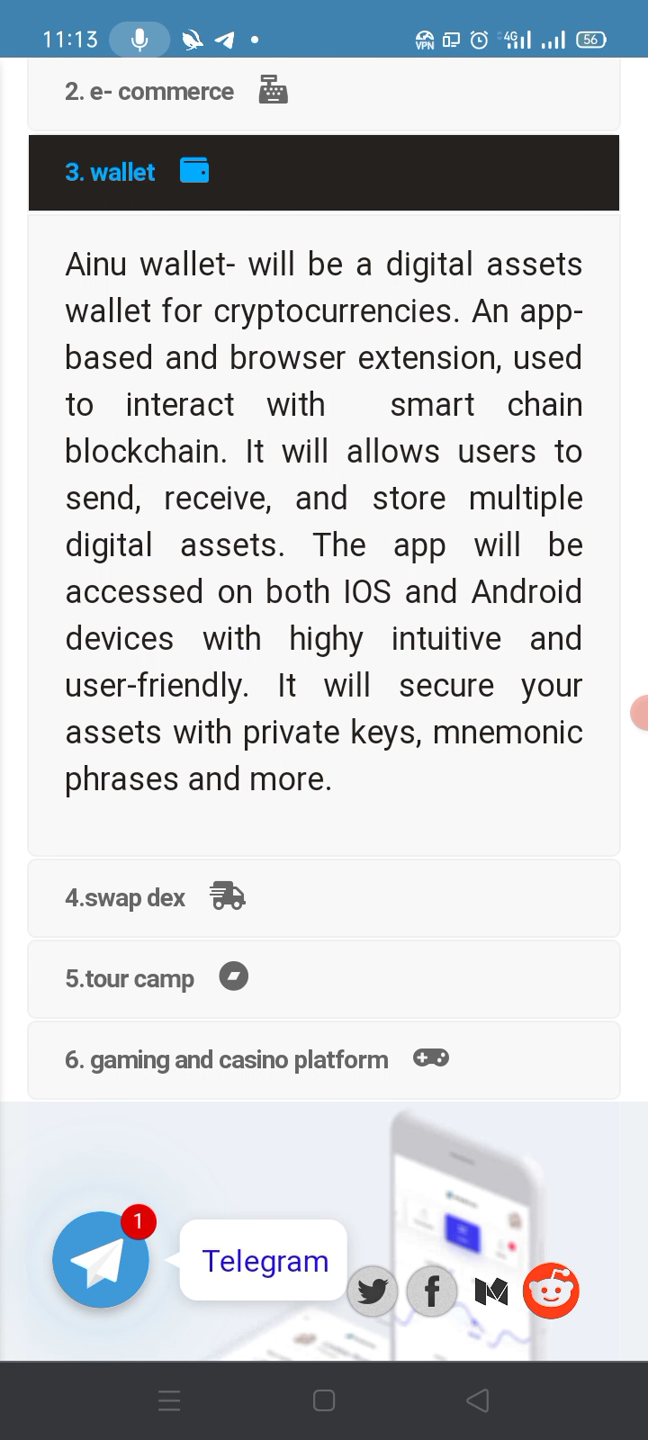 11:13
VPN 4G 56
2. e- commerce
3. wallet
Ainu wallet- will be a digital assets
wallet for cryptocurrencies. An app-
based and browser extension, used
to interact with smart chain
blockchain. It will allows users to
send, receive, and store multiple
digital assets. The app will be
accessed on both IOS and Android
devices with highy intuitive and
user-friendly. It will secure your
assets with private keys, mnemonic
phrases and more.
4.swap dex
5.tour camp
6. gaming and casino platform
1
Telegram